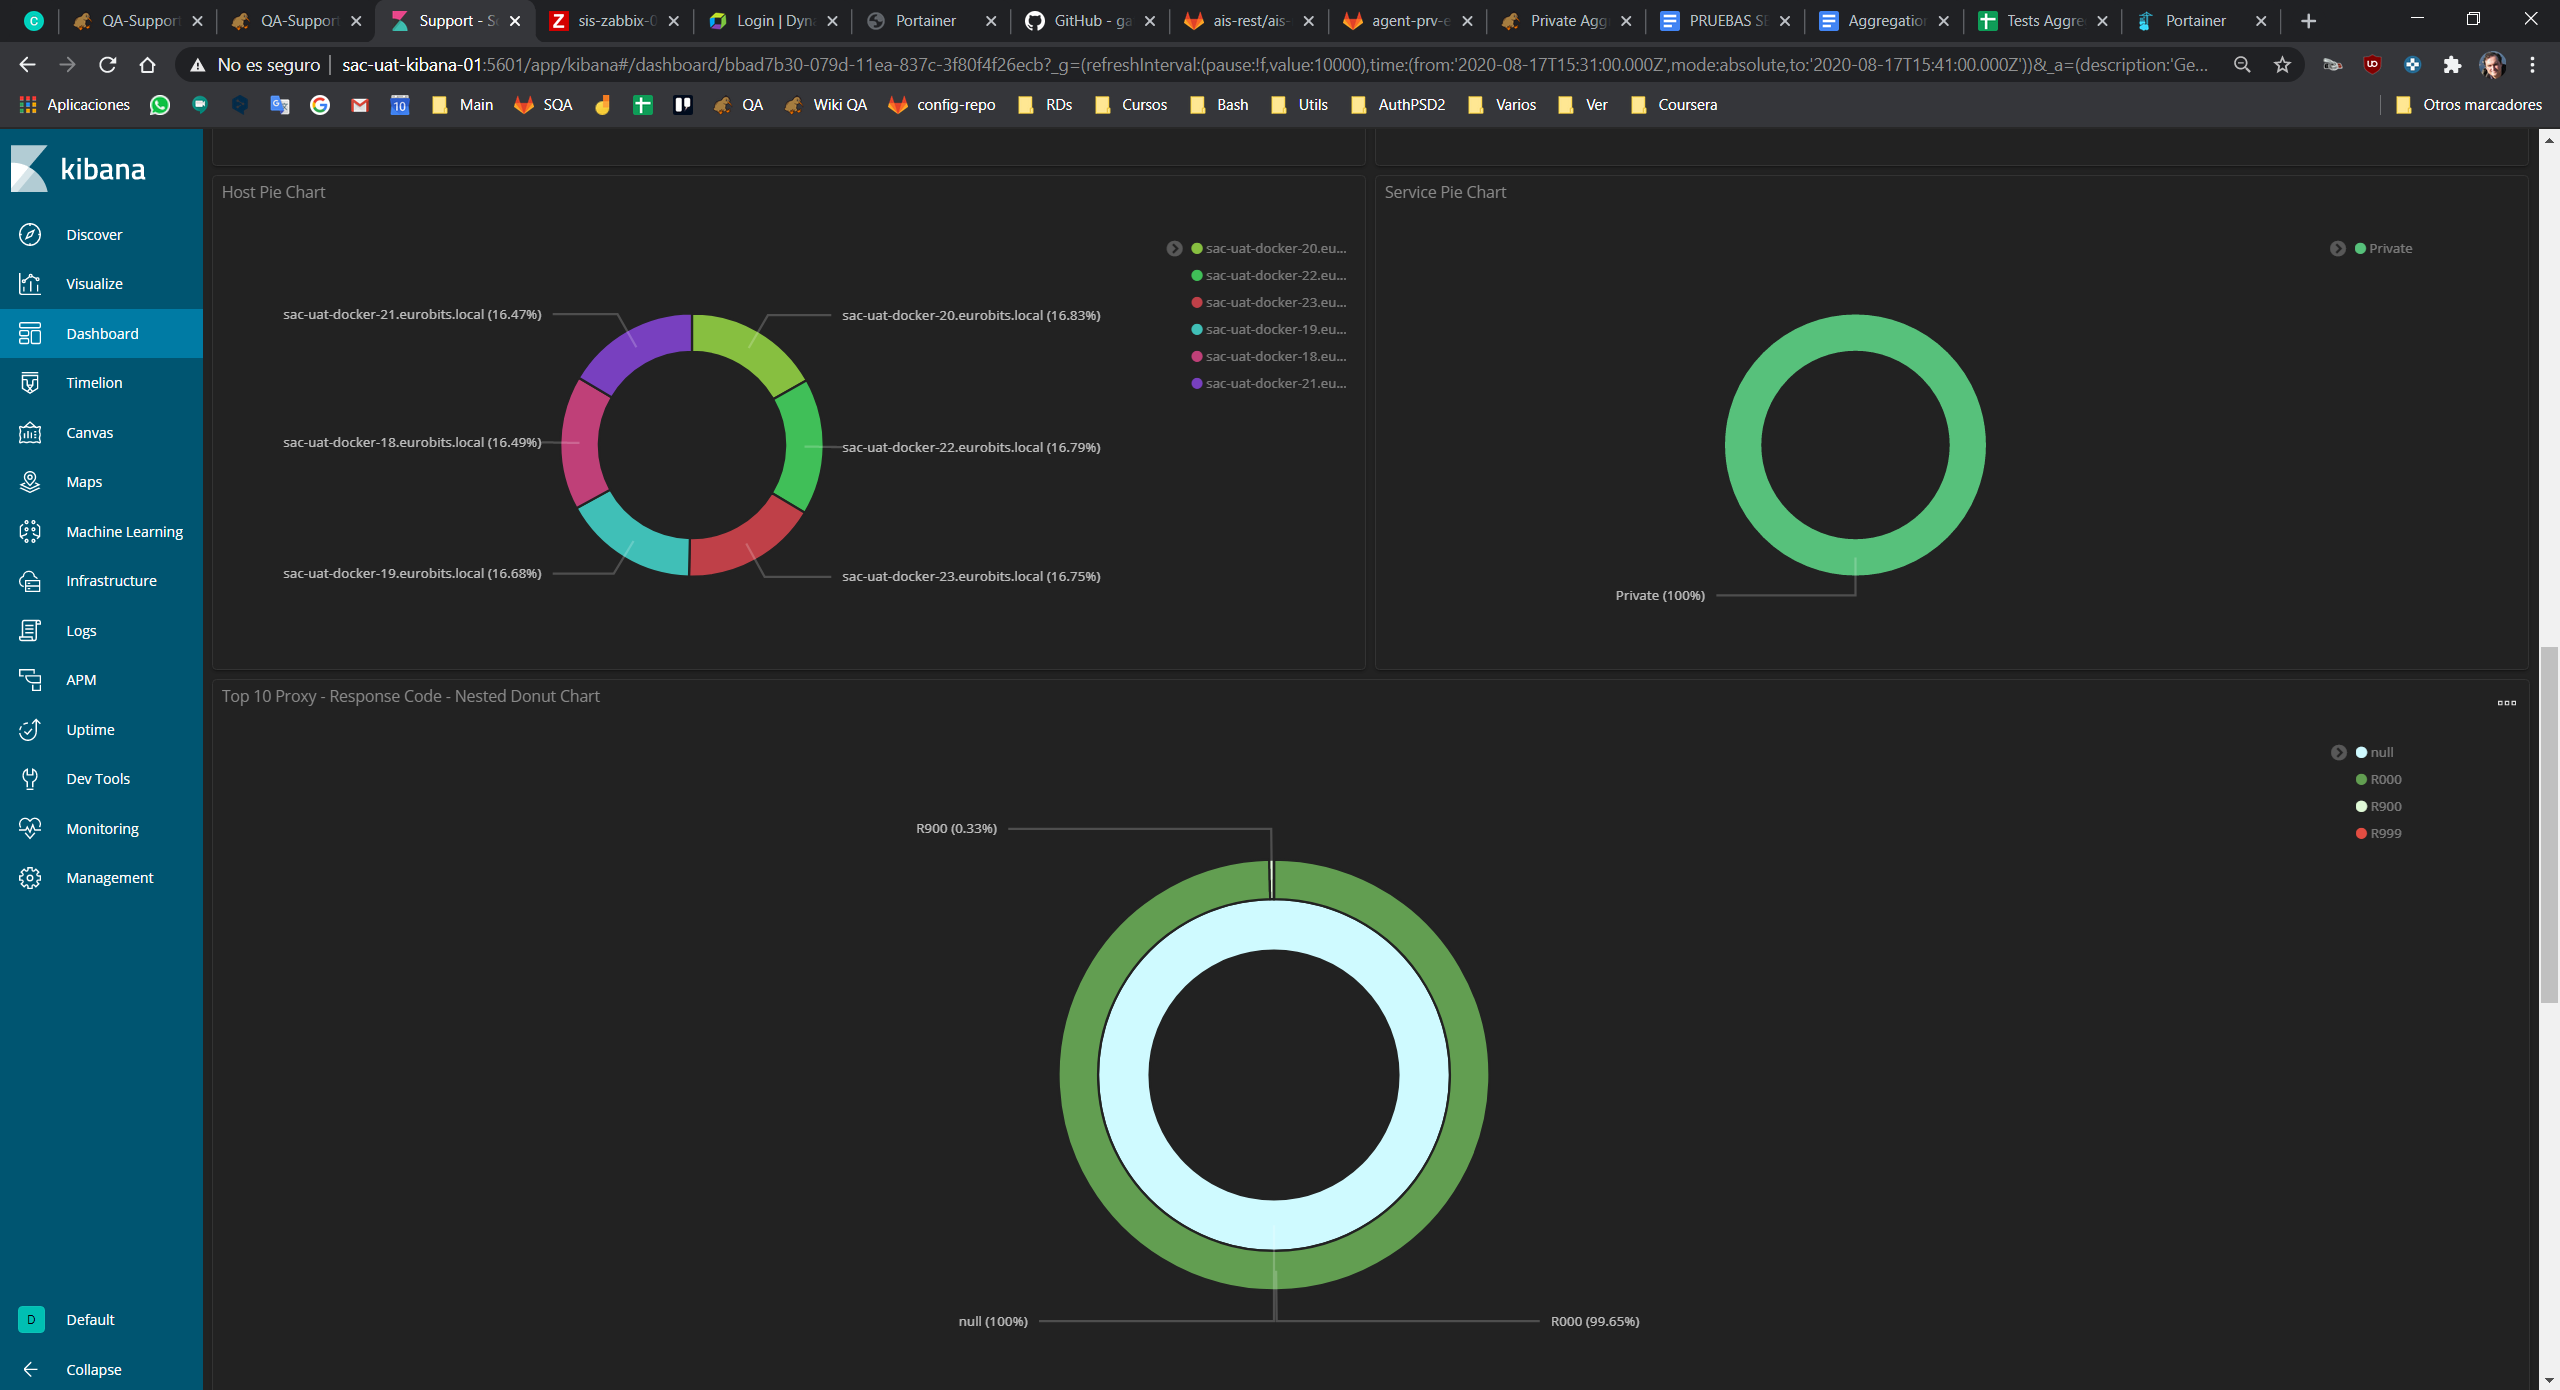 QA-Support
QA-Support
Support - S
sis-zabbix-0
Login | Dyna
Portainer
GitHub - ga
ais-rest/ais-
agent-prv-e
Private Agg
PRUEBAS SE
Aggregation
Tests Aggre
Portainer
No es seguro
sac-uat-kibana-01:5601/app/kibana#/dashboard/bbad7b30-079d-11ea-837c-3f80f4f26ecb?_g=(refreshInterval:(pause:!f,value:10000),time:(from:'2020-08-17T15:31:00.000Z',mode:absolute,to:'2020-08-17T15:41:00.000Z'))&_a=(description:'Ge...
Aplicaciones
10
Main
SQA
QA
Wiki QA
config-repo
RDs
Cursos
Bash
Utils
AuthPSD2
Varios
Ver
Coursera
Otros marcadores
kibana
Discover
Visualize
Dashboard
Timelion
Canvas
Maps
Machine Learning
Infrastructure
Logs
APM
Uptime
Dev Tools
Monitoring
Management
D Default
Collapse
Host Pie Chart
sac-uat-docker-20.eu...
sac-uat-docker-22.eu...
sac-uat-docker-23.eu...
sac-uat-docker-19.eu...
sac-uat-docker-18.eu...
sac-uat-docker-21.eu...
sac-uat-docker-21.eurobits.local (16.47%)
sac-uat-docker-20.eurobits.local (16.83%)
sac-uat-docker-18.eurobits.local (16.49%)
sac-uat-docker-22.eurobits.local (16.79%)
sac-uat-docker-19.eurobits.local (16.68%)
sac-uat-docker-23.eurobits.local (16.75%)
Service Pie Chart
Private
Private (100%)
Top 10 Proxy - Response Code - Nested Donut Chart
null
R000
R900
R999
R900 (0.33%)
null (100%)
R000 (99.65%)